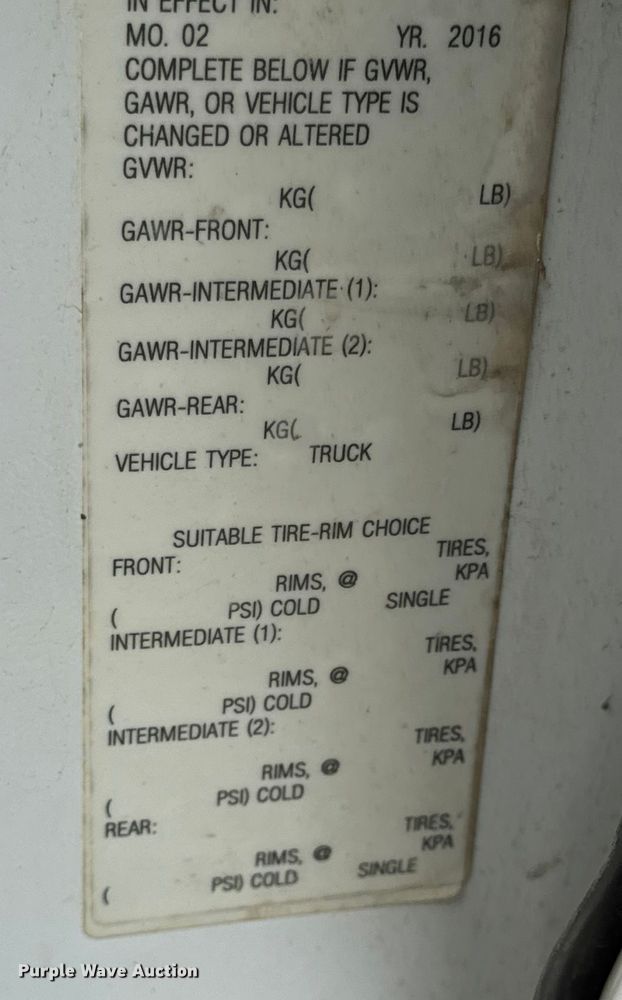 IN EFFECT IN:
MO. 02 YR. 2016
COMPLETE BELOW IF GVWR,
GAWR, OR VEHICLE TYPE IS
CHANGED OR ALTERED
GVWR:
KG( LB)
GAWR-FRONT:
KG( LB)
GAWR-INTERMEDIATE (1):
KG( LB)
GAWR-INTERMEDIATE (2):
KG( LB)
GAWR-REAR:
KG( LB)
VEHICLE TYPE: TRUCK
SUITABLE TIRE-RIM CHOICE
FRONT: TIRES,
RIMS, @ KPA
( PSI) COLD SINGLE
INTERMEDIATE (1): TIRES,
RIMS, @ KPA
( PSI) COLD
INTERMEDIATE (2): TIRES,
RIMS, @ KPA
( PSI) COLD
REAR: TIRES,
RIMS, @ KPA
( PSI) COLD SINGLE
Purple Wave Auction